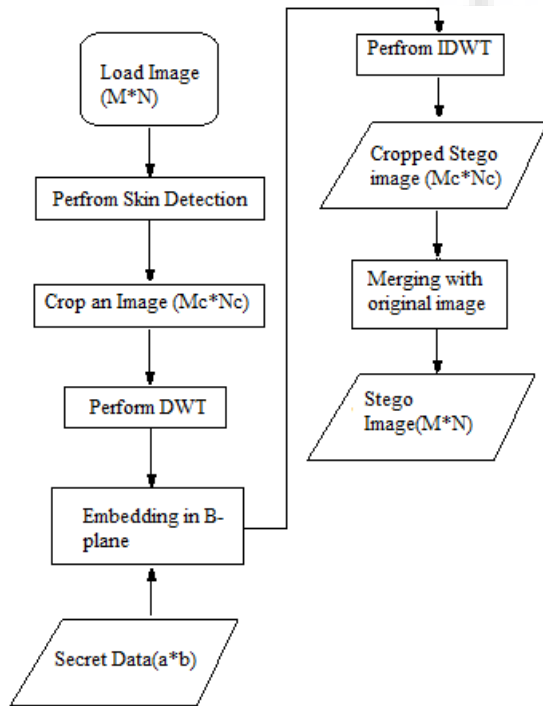 Load Image
(M*N)
Perfrom Skin Detection
Crop an Image (Mc*Nc)
Perform DWT
Embedding in B-
plane
Secret Data(a*b)
Perfrom IDWT
Cropped Stego
image (Mc*Nc)
Merging with
original image
Stego
Image(M*N)